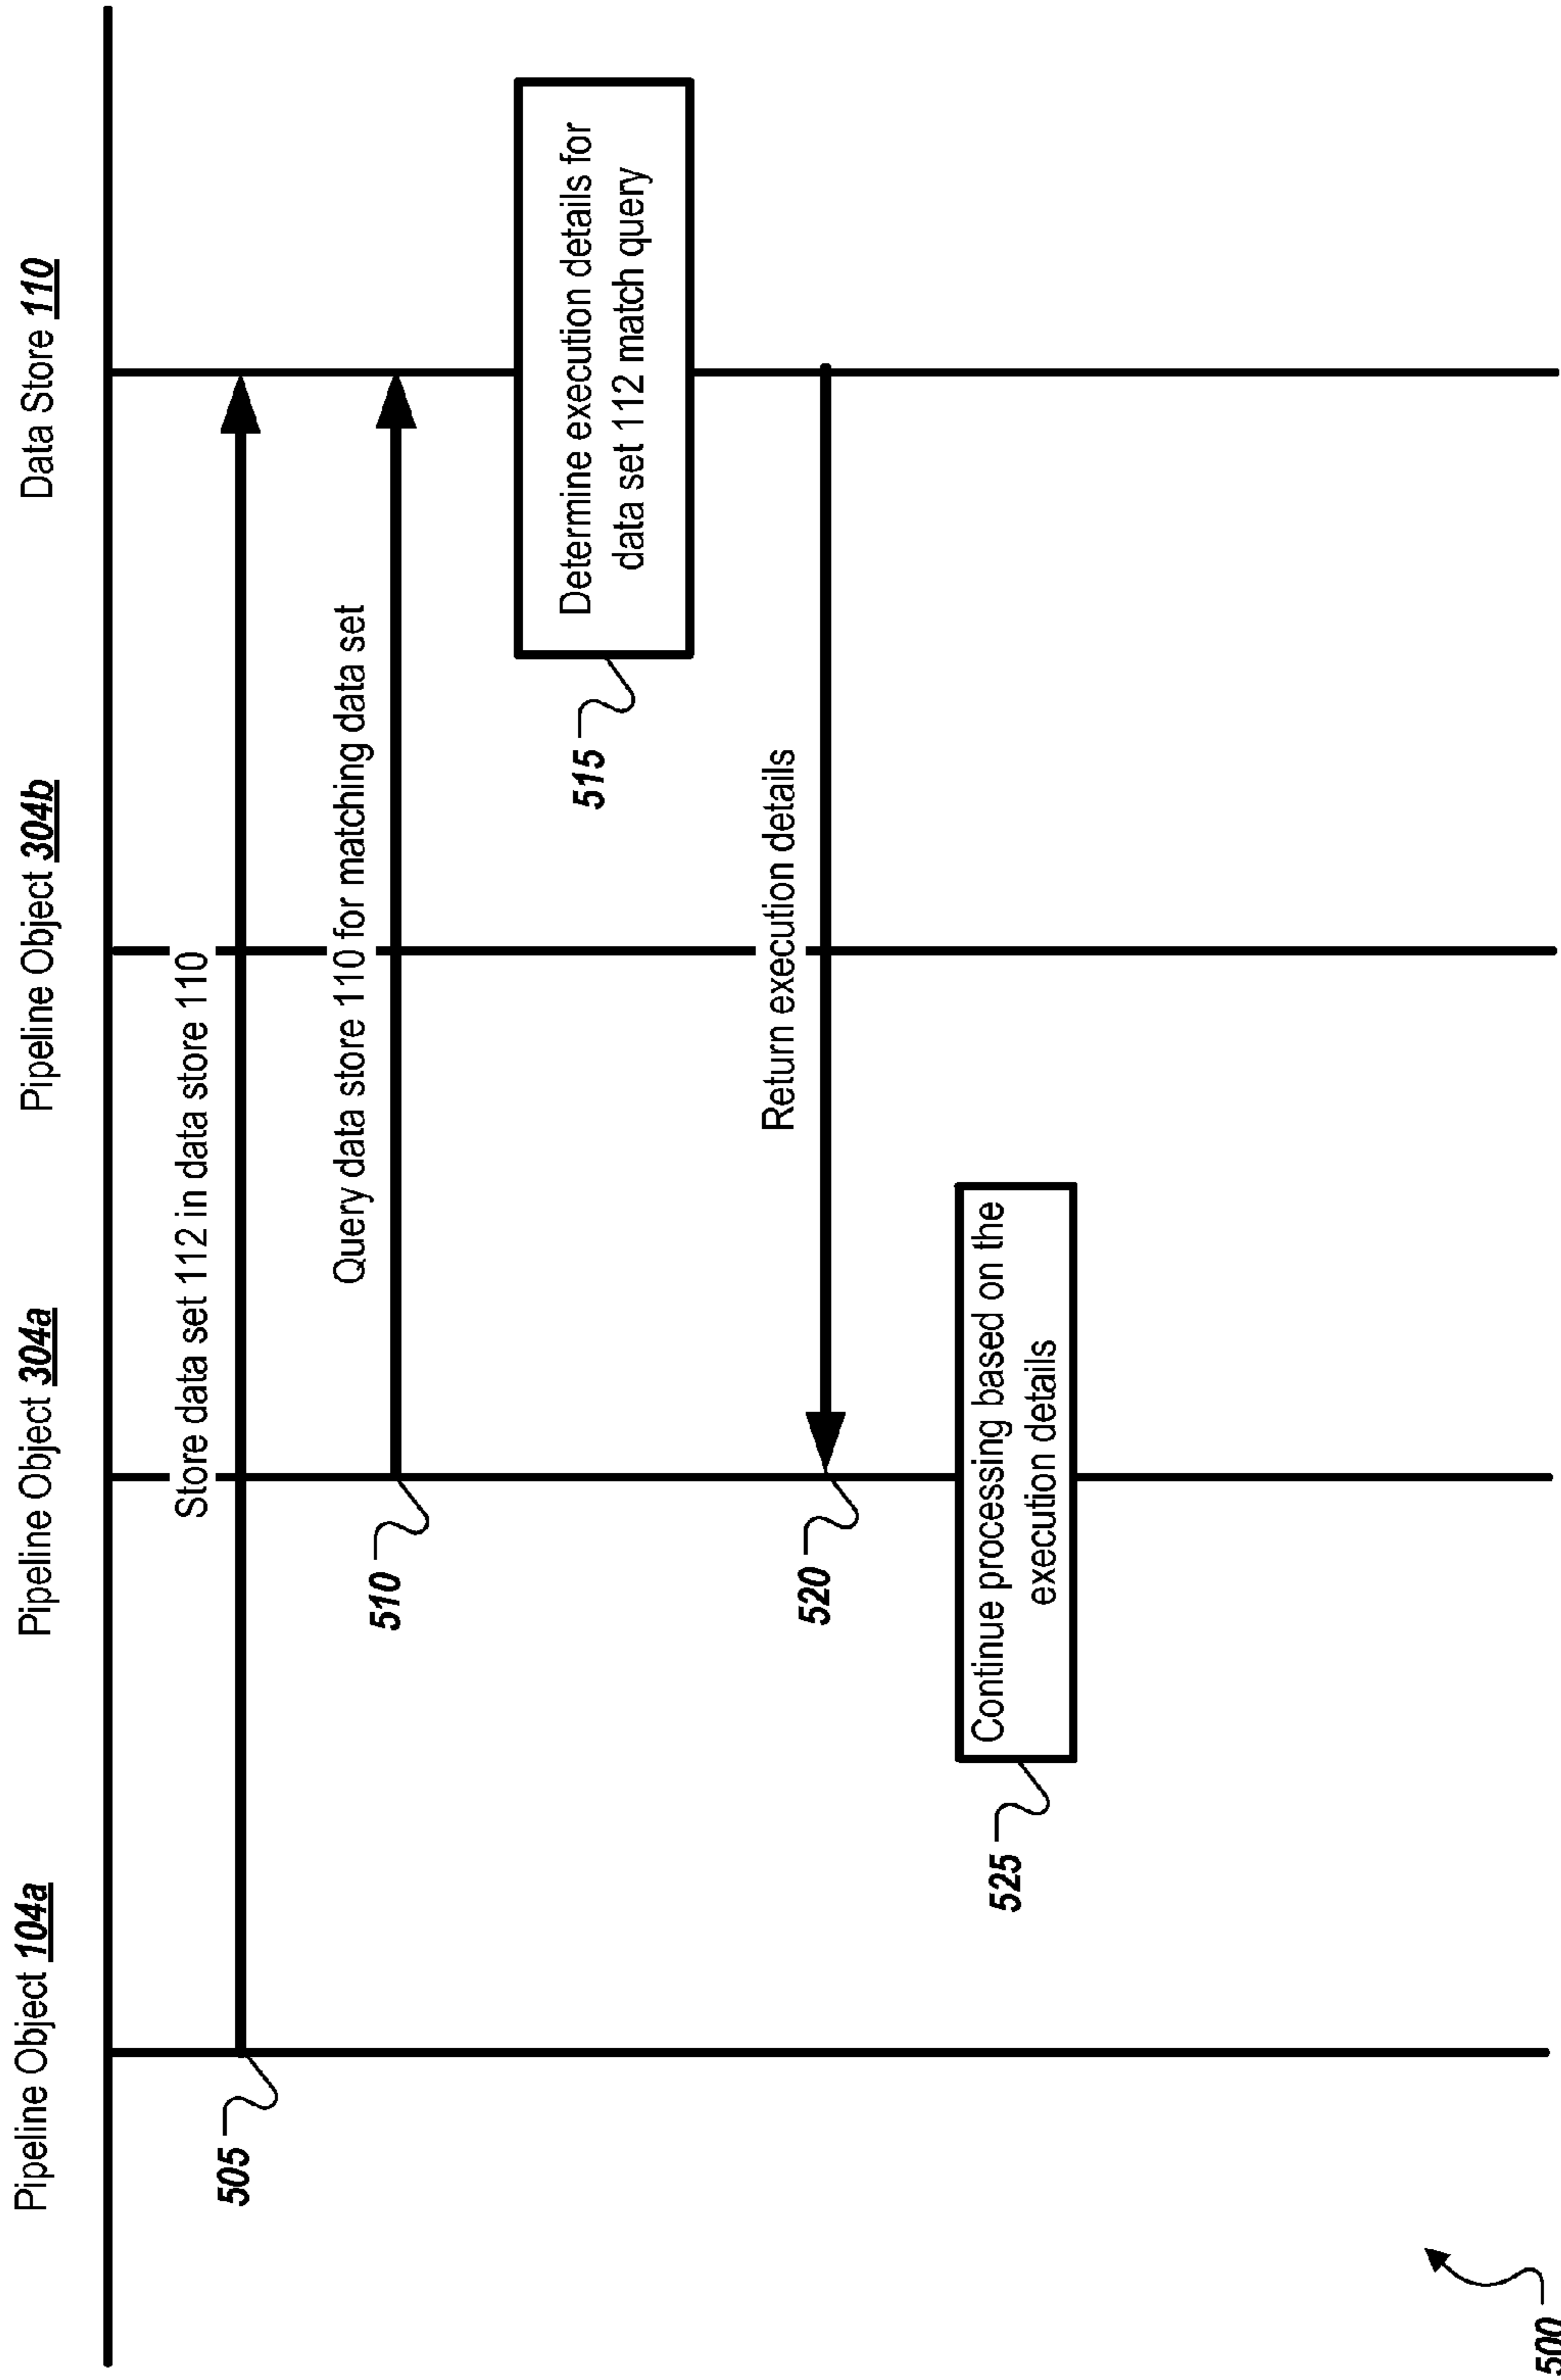 Pipeline Object 104a
Pipeline Object 304a
Pipeline Object 304b
Data Store 110
Store data set 112 in data store 110
505
Query data store 110 for matching data set
510
Determine execution details for
data set 112 match query
515
Return execution details
520
Continue processing based on the
execution details
525
500